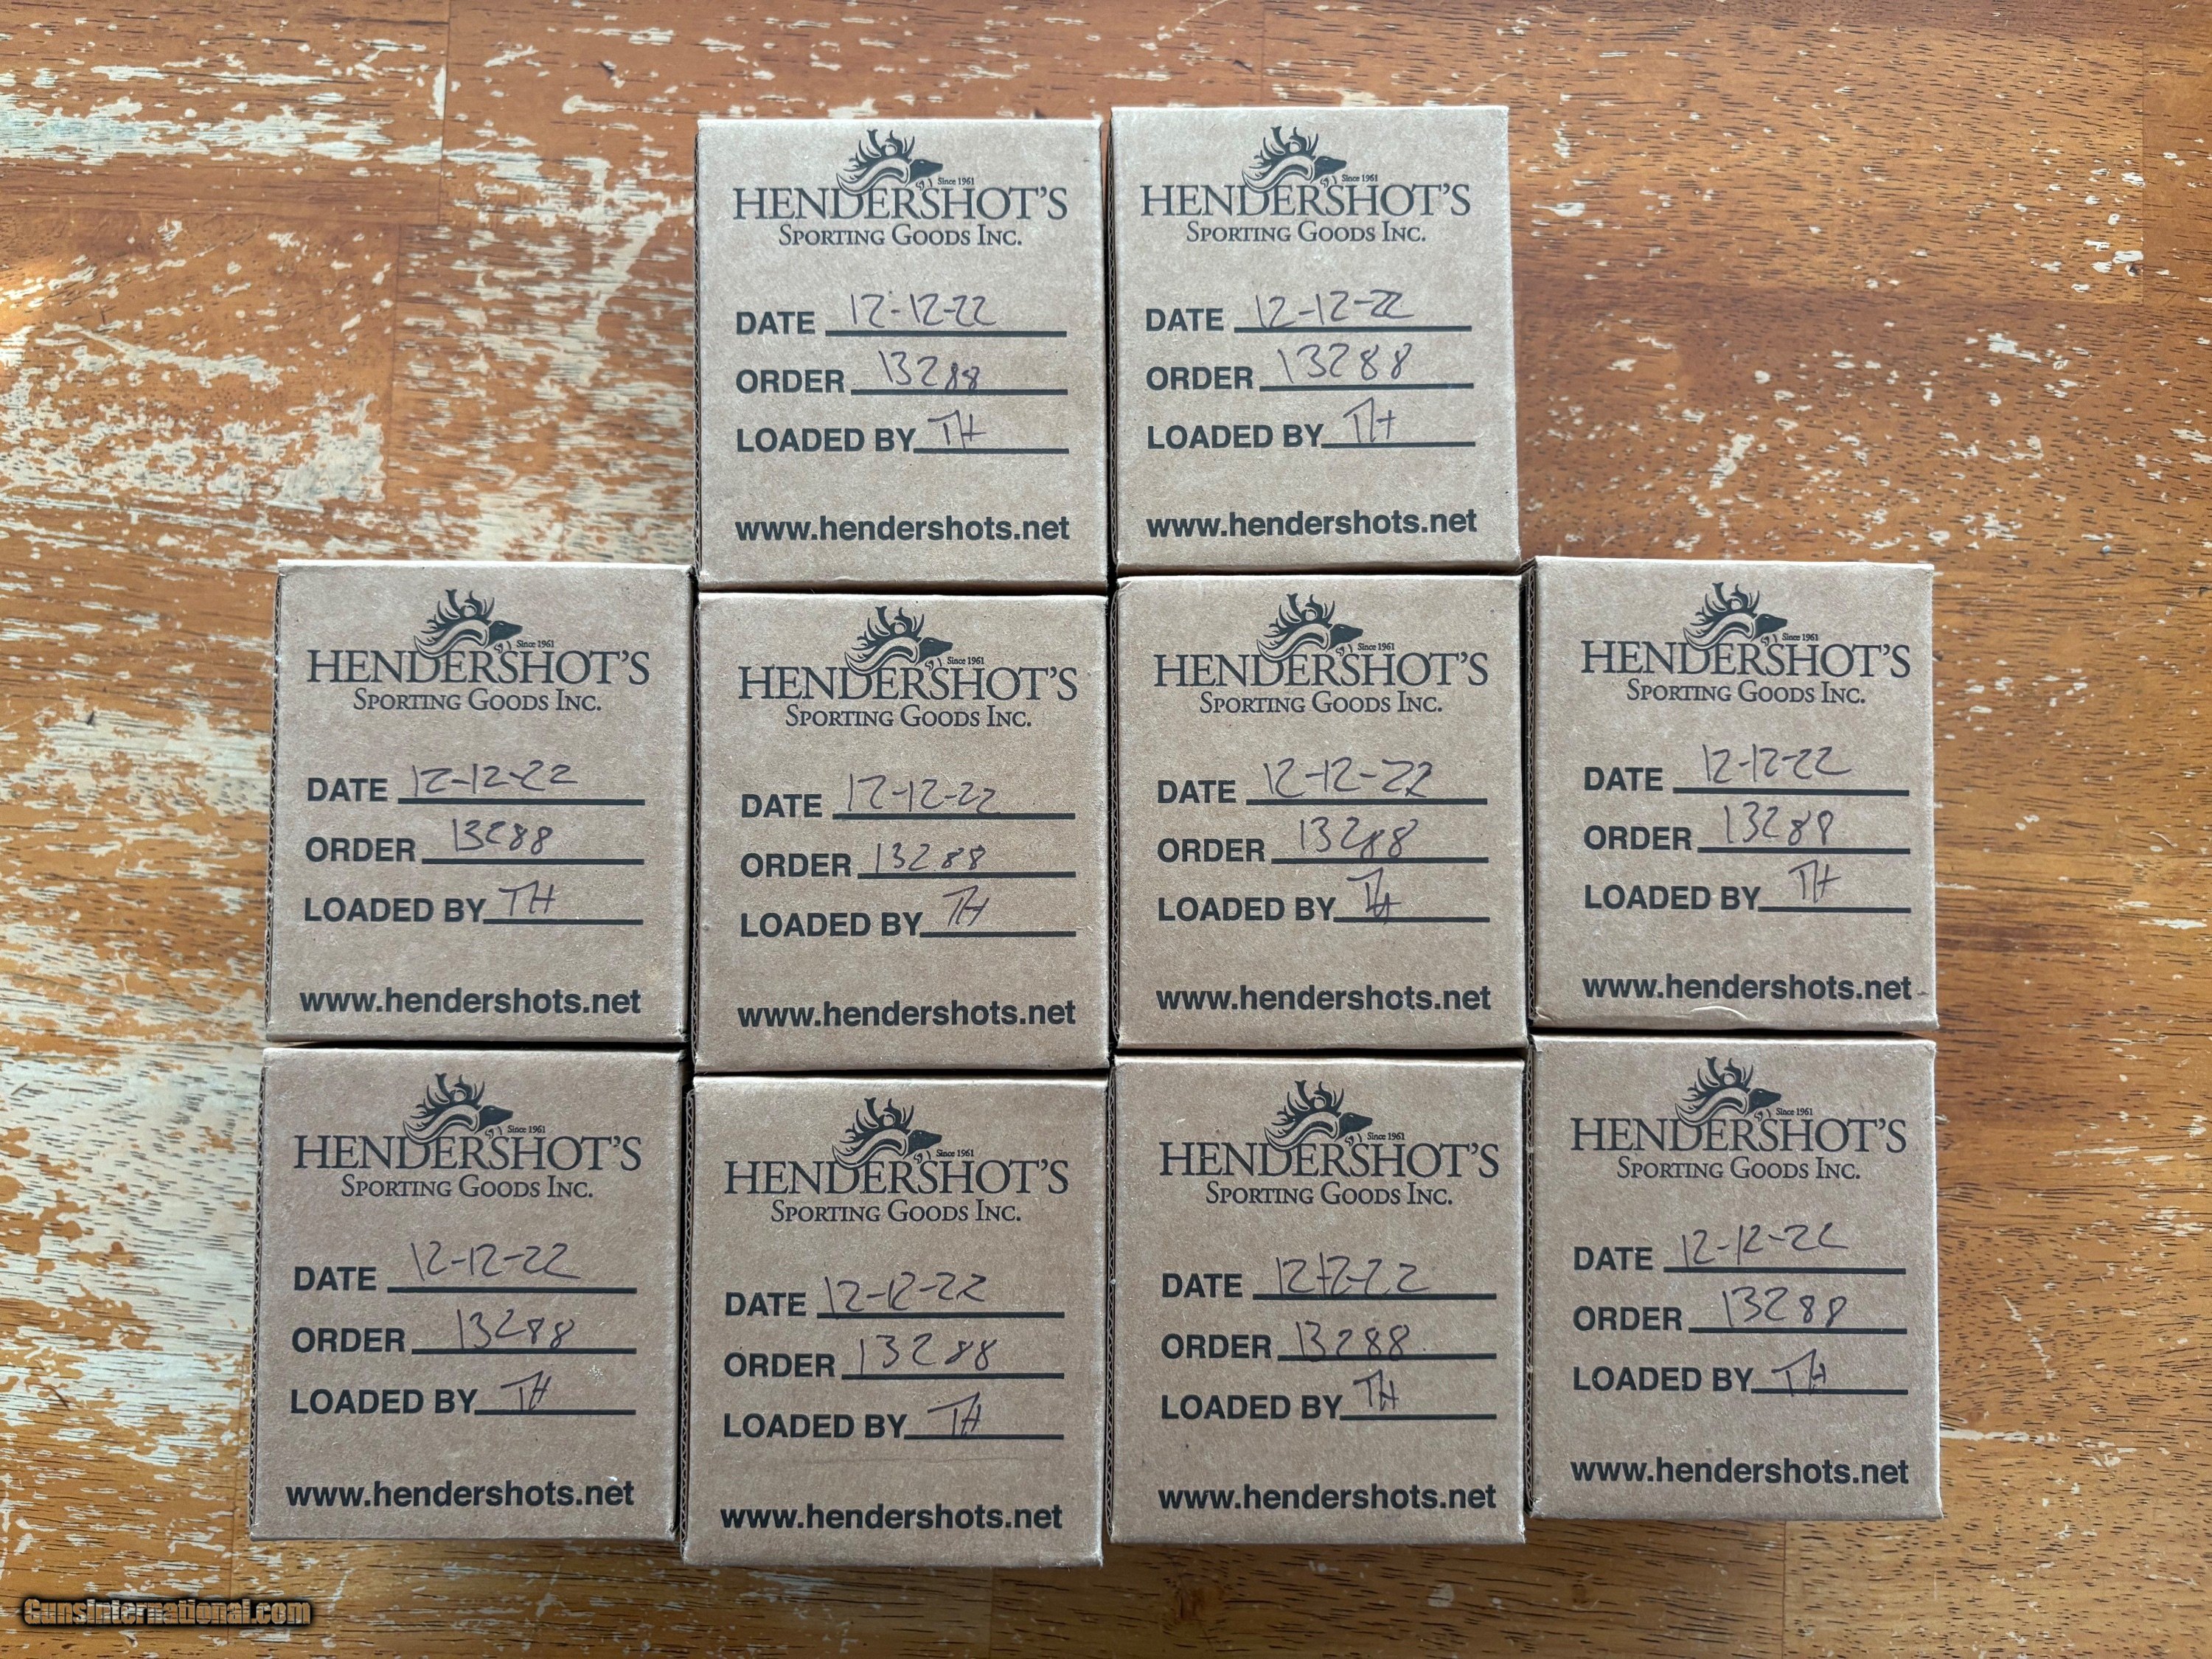 Since 1961
HENDERSHOT'S
SPORTING GOODS INC.
DATE 12-12-22
ORDER 13288
LOADED BY TH
www.hendershots.net
Since 1961
HENDERSHOT'S
SPORTING GOODS INC.
DATE 12-12-22
ORDER 13288
LOADED BY TH
www.hendershots.net
Since 1961
HENDERSHOT'S
SPORTING GOODS INC.
DATE 12-12-22
ORDER 13288
LOADED BY TH
www.hendershots.net
Since 1961
HENDERSHOT'S
SPORTING GOODS INC.
DATE 12-12-22
ORDER 13288
LOADED BY TH
www.hendershots.net
Since 1961
HENDERSHOT'S
SPORTING GOODS INC.
DATE 12-12-22
ORDER 13288
LOADED BY TH
www.hendershots.net
Since 1961
HENDERSHOT'S
SPORTING GOODS INC.
DATE 12-12-22
ORDER 13288
LOADED BY TH
www.hendershots.net
Since 1961
HENDERSHOT'S
SPORTING GOODS INC.
DATE 12-12-22
ORDER 13288
LOADED BY TH
www.hendershots.net
Since 1961
HENDERSHOT'S
SPORTING GOODS INC.
DATE 12-12-22
ORDER 13288
LOADED BY TH
www.hendershots.net
Since 1961
HENDERSHOT'S
SPORTING GOODS INC.
DATE 12-12-22
ORDER 13288
LOADED BY TH
www.hendershots.net
Since 1961
HENDERSHOT'S
SPORTING GOODS INC.
DATE 12-12-22
ORDER 13288
LOADED BY TH
www.hendershots.net
GunsInternational.com